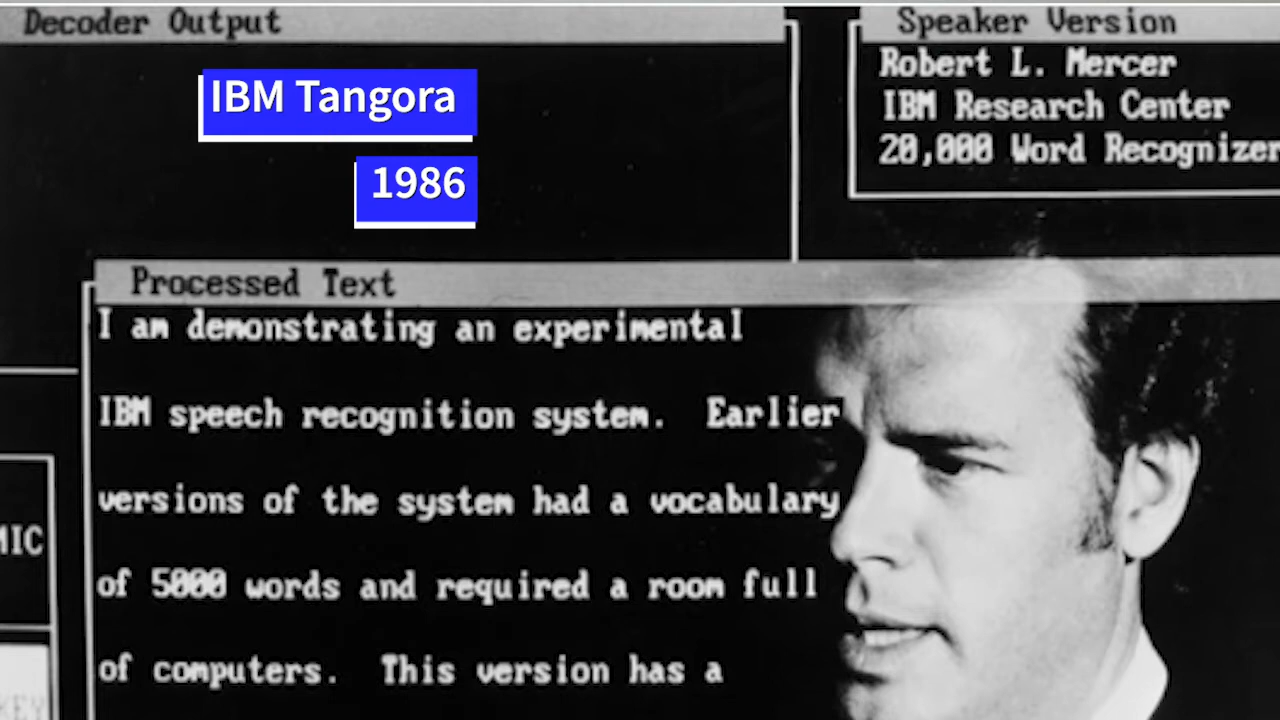 Decoder Output
Speaker Version
Robert L. Mercer
IBM Research Center
20,000 Word Recognizer
IBM Tangora
1986
Processed Text
I am demonstrating an experimental
IBM speech recognition system. Earlier
versions of the system had a vocabulary
of 5000 words and required a room full
of computers. This version has a
MIC
KEY